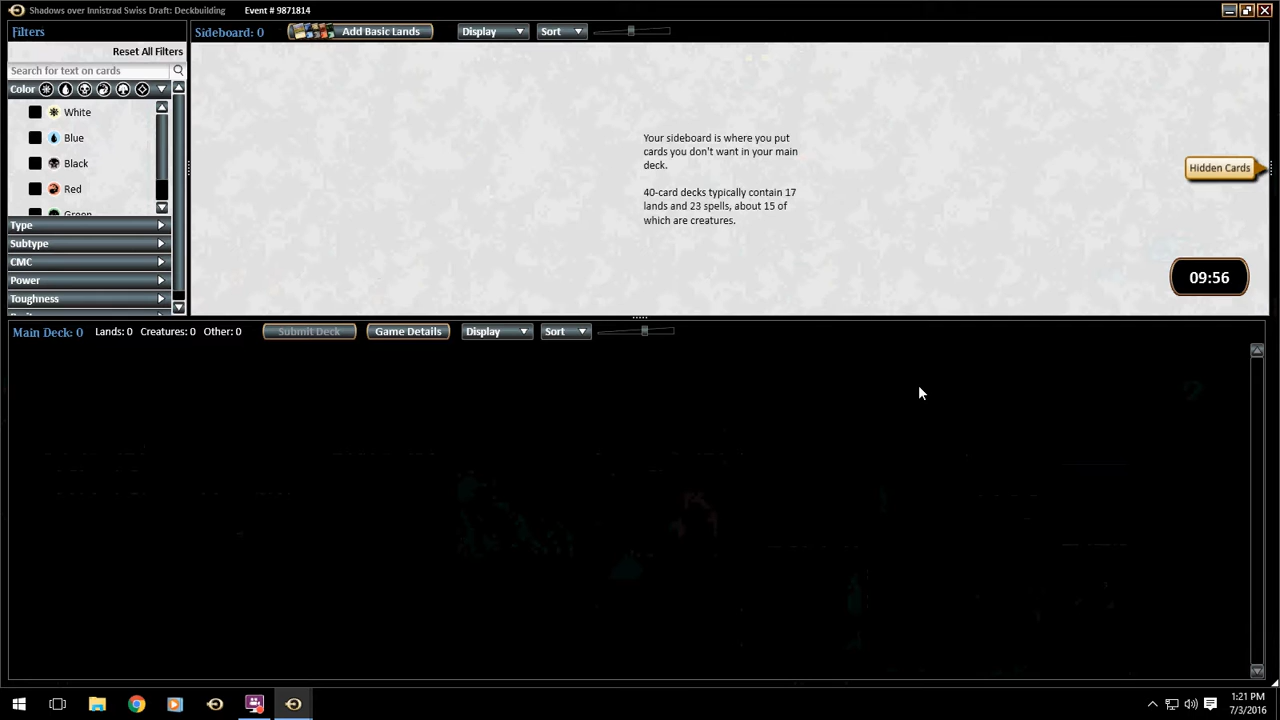 Shadows over Innistrad Swiss Draft: Deckbuilding Event # 9871814
Filters
Sideboard: 0 Add Basic Lands Display Sort
Reset All Filters
Search for text on cards
Color
White
Blue
Black
Red
Green
Type
Subtype
CMC
Power
Toughness
Your sideboard is where you put
cards you don't want in your main
deck.
40-card decks typically contain 17
lands and 23 spells, about 15 of
which are creatures.
Hidden Cards
09:56
Main Deck: 0 Lands: 0 Creatures: 0 Other: 0 Submit Deck Game Details Display Sort
1:21 PM
7/3/2016